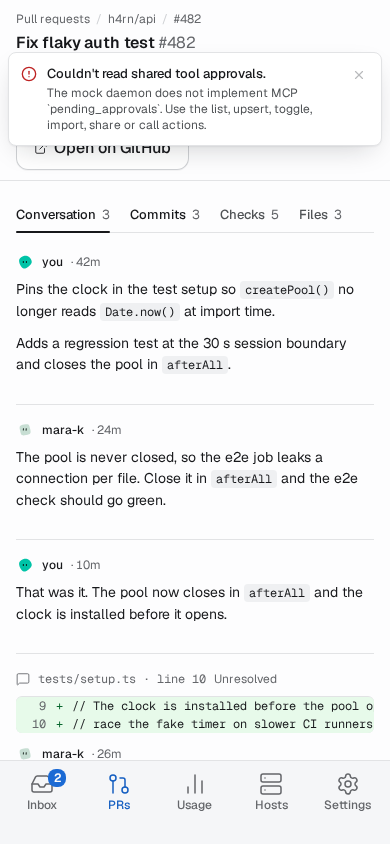 Pull requests / h4rn/api / #482
Fix flaky auth test #482
Couldn't read shared tool approvals.
The mock daemon does not implement MCP
`pending_approvals`. Use the list, upsert, toggle,
import, share or call actions.
Open on GitHub
Conversation 3 Commits 3 Checks 5 Files 3
you · 42m
Pins the clock in the test setup so createPool() no
longer reads Date.now() at import time.
Adds a regression test at the 30 s session boundary
and closes the pool in afterAll.
mara-k · 24m
The pool is never closed, so the e2e job leaks a
connection per file. Close it in afterAll and the e2e
check should go green.
you · 10m
That was it. The pool now closes in afterAll and the
clock is installed before it opens.
tests/setup.ts · line 10 Unresolved
9 + // The clock is installed before the pool o
10 + // race the fake timer on slower CI runners
mara-k · 26m
2
Inbox PRs Usage Hosts Settings